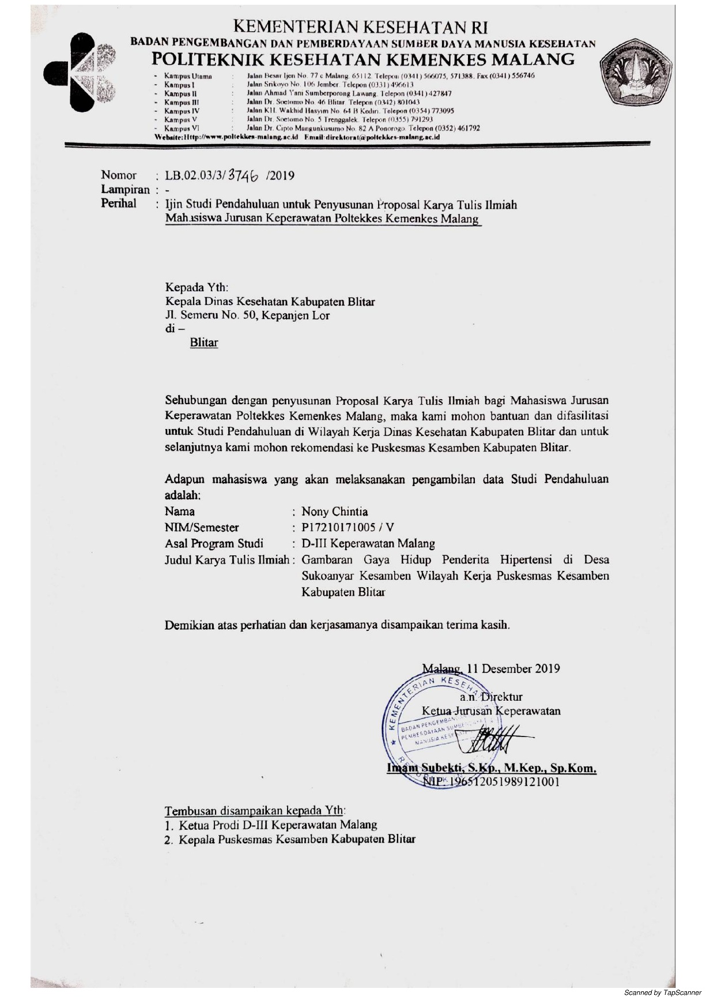 KEMENTERIAN KESEHATAN RI
BADAN PENGEMBANGAN DAN PEMBERDAYAAN SUMBER DAYA MANUSIA KESEHATAN
POLITEKNIK KESEHATAN KEMENKES MALANG
- Kampus Utama : Jalan Besar Ijen No. 77 c Malang. 65112. Telepon (0341) 566075, 571388. Fax (0341) 556746
- Kampus I : Jalan Srikoyo No. 106 Jember. Telepon (0331) 496613
- Kampus II : Jalan Ahmad Yani Sumberporong Lawang. Telepon (0341) 427847
- Kampus III : Jalan Dr. Soetomo No. 46 Blitar. Telepon (0342) 801043
- Kampus IV : Jalan KH. Wakhid Hasyim No. 64 B Kediri. Telepon (0354) 773095
- Kampus V : Jalan Dr. Soetomo No. 5 Trenggalek. Telepon (0355) 791293
- Kampus VI : Jalan Dr. Cipto Mangunkusumo No. 82 A Ponorogo. Telepon (0352) 461792
Website: Http://www.poltekkes-malang.ac.id Email: direktorat@poltekkes-malang.ac.id
Nomor : LB.02.03/3/ 3746 /2019
Lampiran : -
Perihal : Ijin Studi Pendahuluan untuk Penyusunan Proposal Karya Tulis Ilmiah
Mahasiswa Jurusan Keperawatan Poltekkes Kemenkes Malang
Kepada Yth:
Kepala Dinas Kesehatan Kabupaten Blitar
Jl. Semeru No. 50, Kepanjen Lor
di –
Blitar
Sehubungan dengan penyusunan Proposal Karya Tulis Ilmiah bagi Mahasiswa Jurusan
Keperawatan Poltekkes Kemenkes Malang, maka kami mohon bantuan dan difasilitasi
untuk Studi Pendahuluan di Wilayah Kerja Dinas Kesehatan Kabupaten Blitar dan untuk
selanjutnya kami mohon rekomendasi ke Puskesmas Kesamben Kabupaten Blitar.
Adapun mahasiswa yang akan melaksanakan pengambilan data Studi Pendahuluan
adalah:
Nama : Nony Chintia
NIM/Semester : P17210171005 / V
Asal Program Studi : D-III Keperawatan Malang
Judul Karya Tulis Ilmiah : Gambaran Gaya Hidup Penderita Hipertensi di Desa
Sukoanyar Kesamben Wilayah Kerja Puskesmas Kesamben
Kabupaten Blitar
Demikian atas perhatian dan kerjasamanya disampaikan terima kasih.
Malang, 11 Desember 2019
a.n. Direktur
Ketua Jurusan Keperawatan
KEMENTERIAN KESEHAT
BADAN PENGEMBANGAN
PEMBERDAYAAN SUMBER DAYA
MANUSIA KESEHATAN
REPUBLIK
Imam Subekti, S.Kp., M.Kep., Sp.Kom.
NIP. 196512051989121001
Tembusan disampaikan kepada Yth:
1. Ketua Prodi D-III Keperawatan Malang
2. Kepala Puskesmas Kesamben Kabupaten Blitar
Scanned by TapScanner